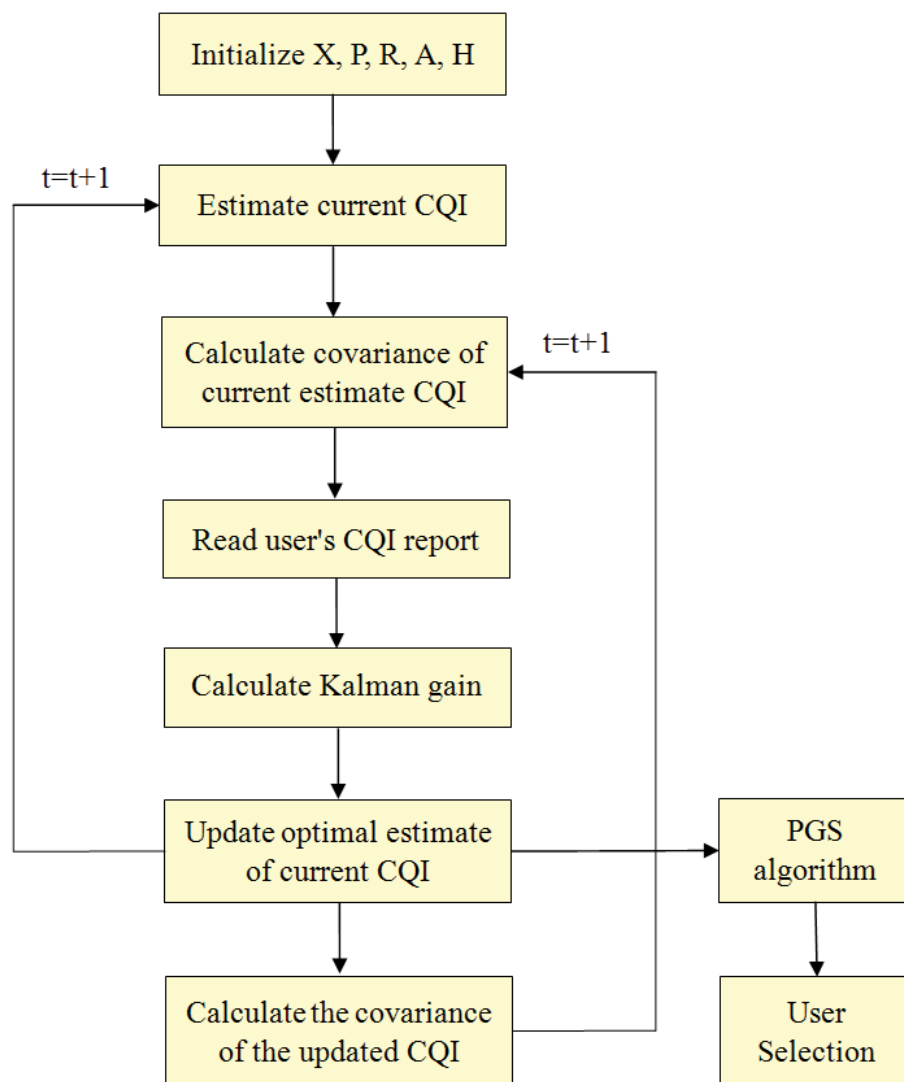 Initialize X, P, R, A, H
t=t+1
Estimate current CQI
Calculate covariance of
current estimate CQI
t=t+1
Read user's CQI report
Calculate Kalman gain
Update optimal estimate
of current CQI
PGS
algorithm
Calculate the covariance
of the updated CQI
User
Selection